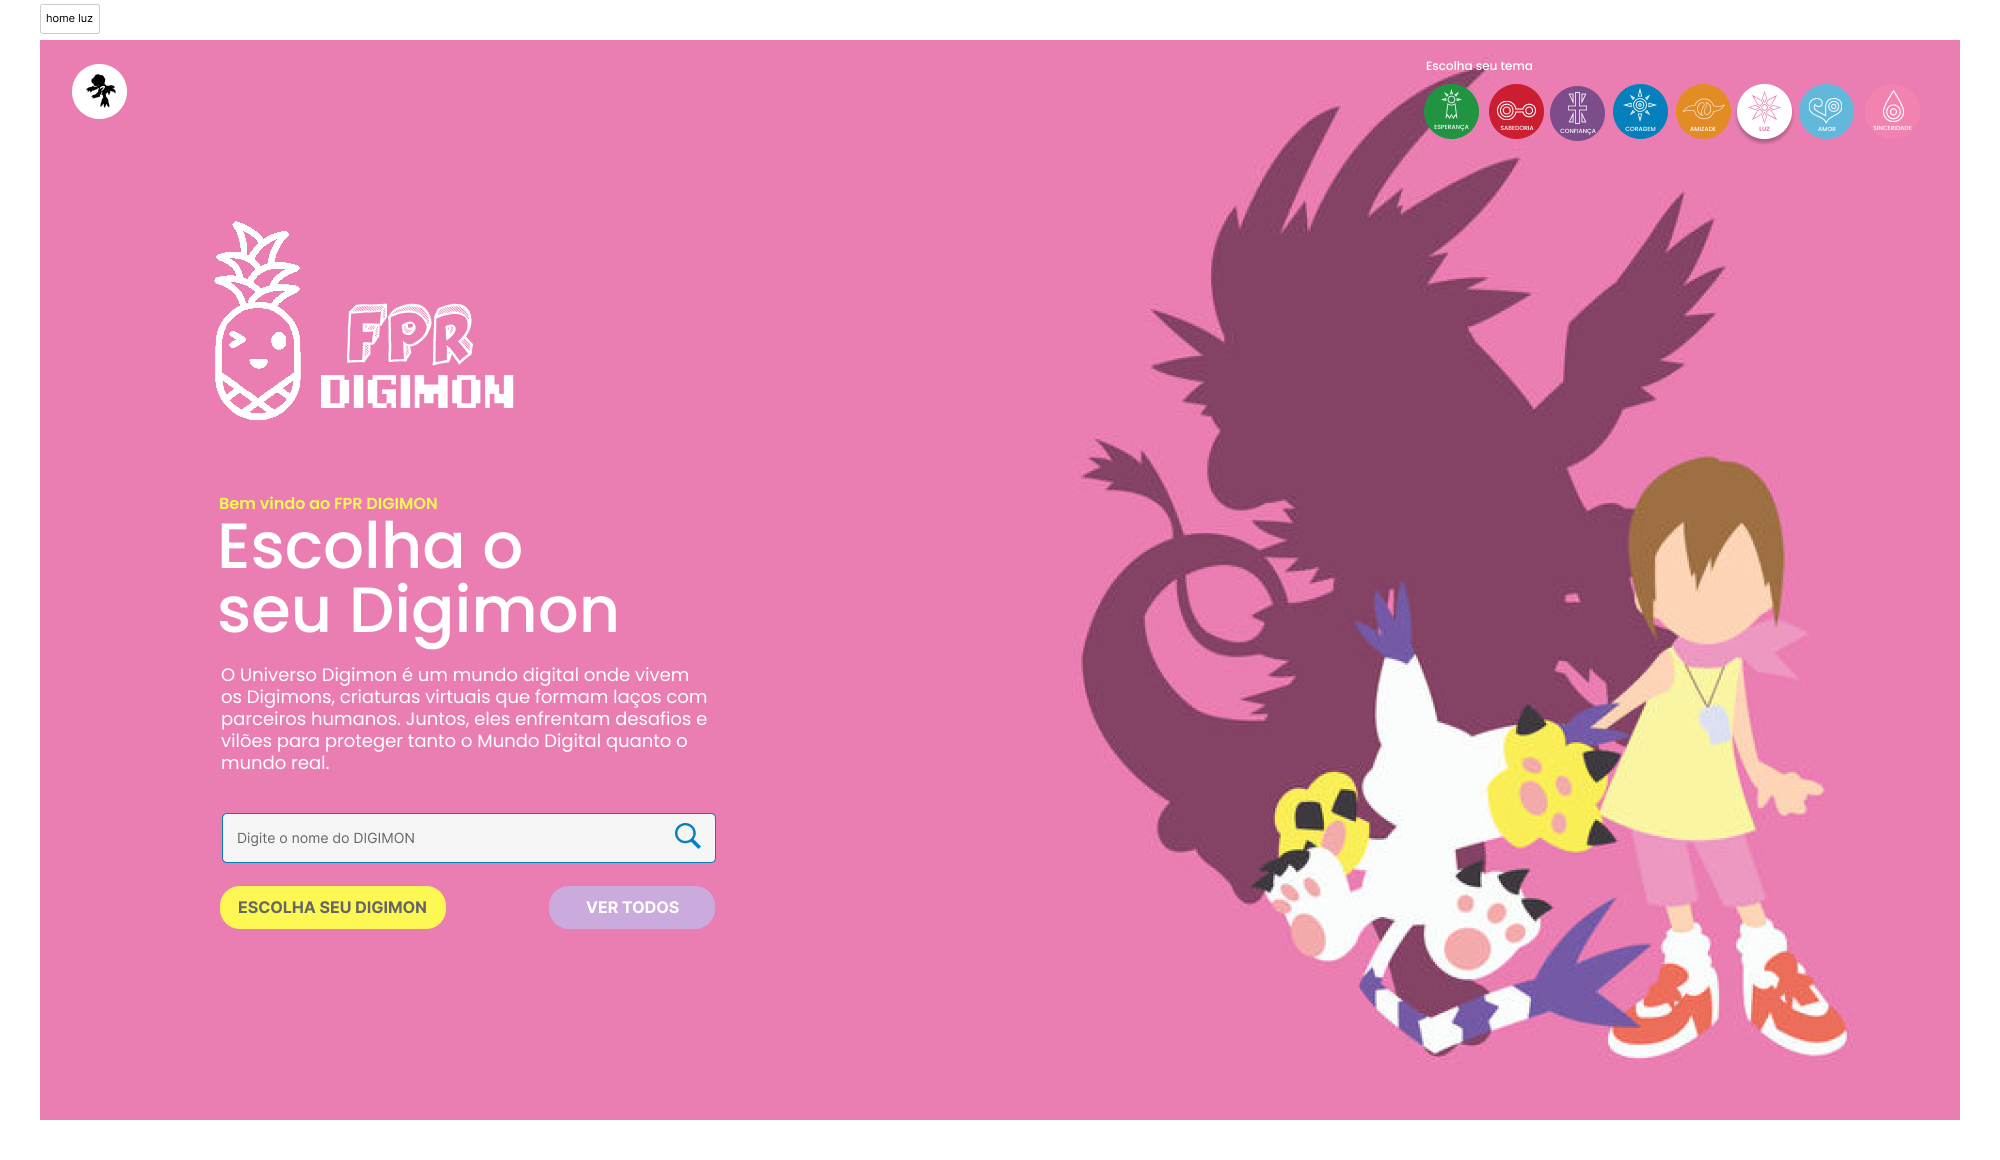 home luz
Escolha seu tema
ESPERANÇA
SABEDORIA
CONFIANÇA
CORAGEM
AMIZADE
LUZ
AMOR
SINCERIDADE
FPR
DIGIMON
Bem vindo ao FPR DIGIMON
Escolha o
seu Digimon
O Universo Digimon é um mundo digital onde vivem
os Digimons, criaturas virtuais que formam laços com
parceiros humanos. Juntos, eles enfrentam desafios e
vilões para proteger tanto o Mundo Digital quanto o
mundo real.
Digite o nome do DIGIMON
ESCOLHA SEU DIGIMON
VER TODOS